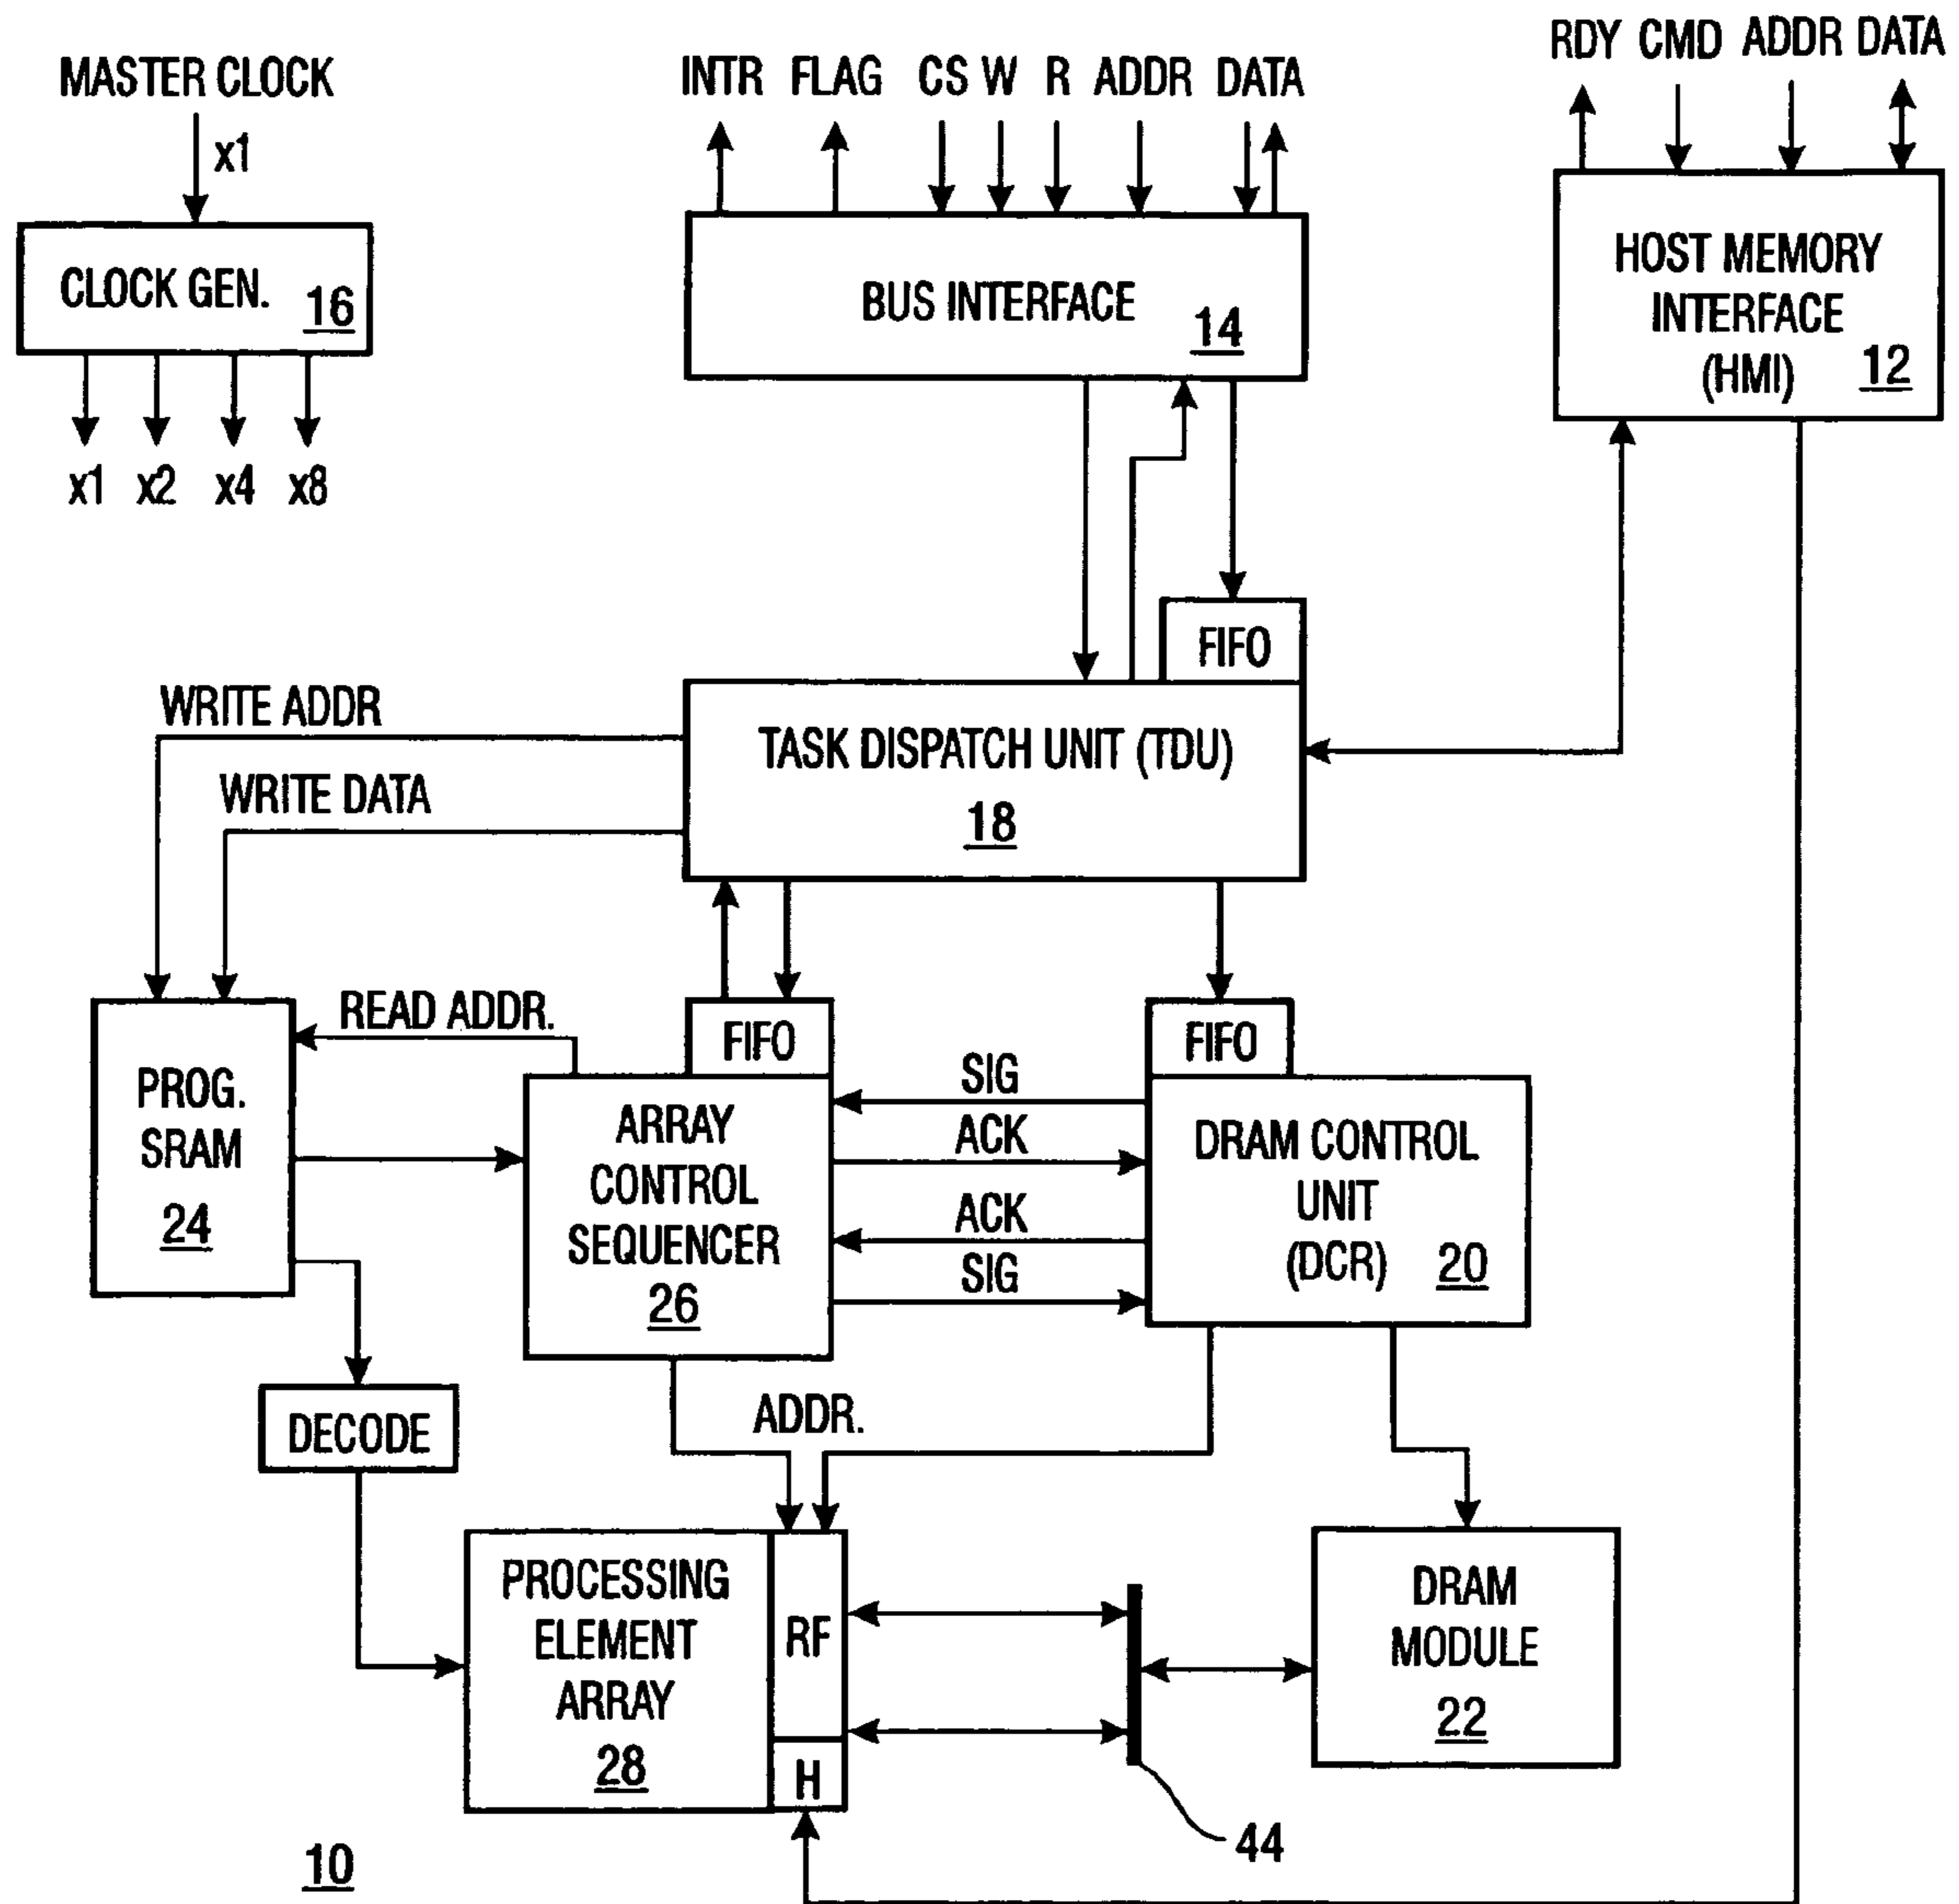 MASTER CLOCK
x1
CLOCK GEN.
16
x1 x2 x4 x8
INTR FLAG CS W R ADDR DATA
BUS INTERFACE
14
RDY CMD ADDR DATA
HOST MEMORY
INTERFACE
(HMI)
12
FIFO
TASK DISPATCH UNIT (TDU)
18
WRITE ADDR
WRITE DATA
READ ADDR.
PROG.
SRAM
24
FIFO
ARRAY
CONTROL
SEQUENCER
26
SIG
ACK
ACK
SIG
FIFO
DRAM CONTROL
UNIT
(DCR)
20
DECODE
ADDR.
PROCESSING
ELEMENT
ARRAY
28
RF
H
DRAM
MODULE
22
44
10